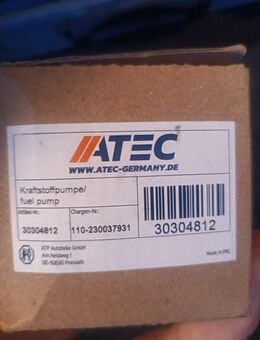 ATEC
WWW.ATEC-GERMANY.DE
Kraftstoffpumpe/
fuel pump
Artikel-Nr.: Chargen-Nr.:
30304812 110-230037931
30304812
ATP Autoteile GmbH
Am Heidweg 1
DE-92690 Pressath
Made in PRC